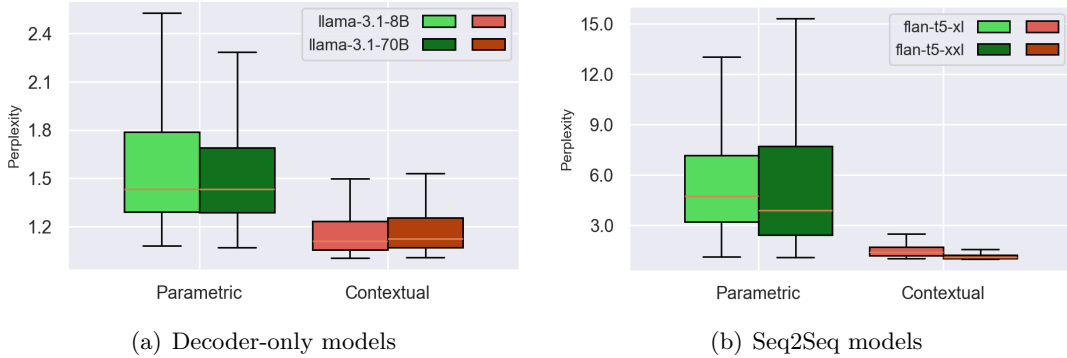 Perplexity
2.4
2.1
1.8
1.5
1.2
llama-3.1-8B
llama-3.1-70B
Parametric
Contextual
(a) Decoder-only models
Perplexity
15.0
12.0
9.0
6.0
3.0
flan-t5-xl
flan-t5-xxl
Parametric
Contextual
(b) Seq2Seq models